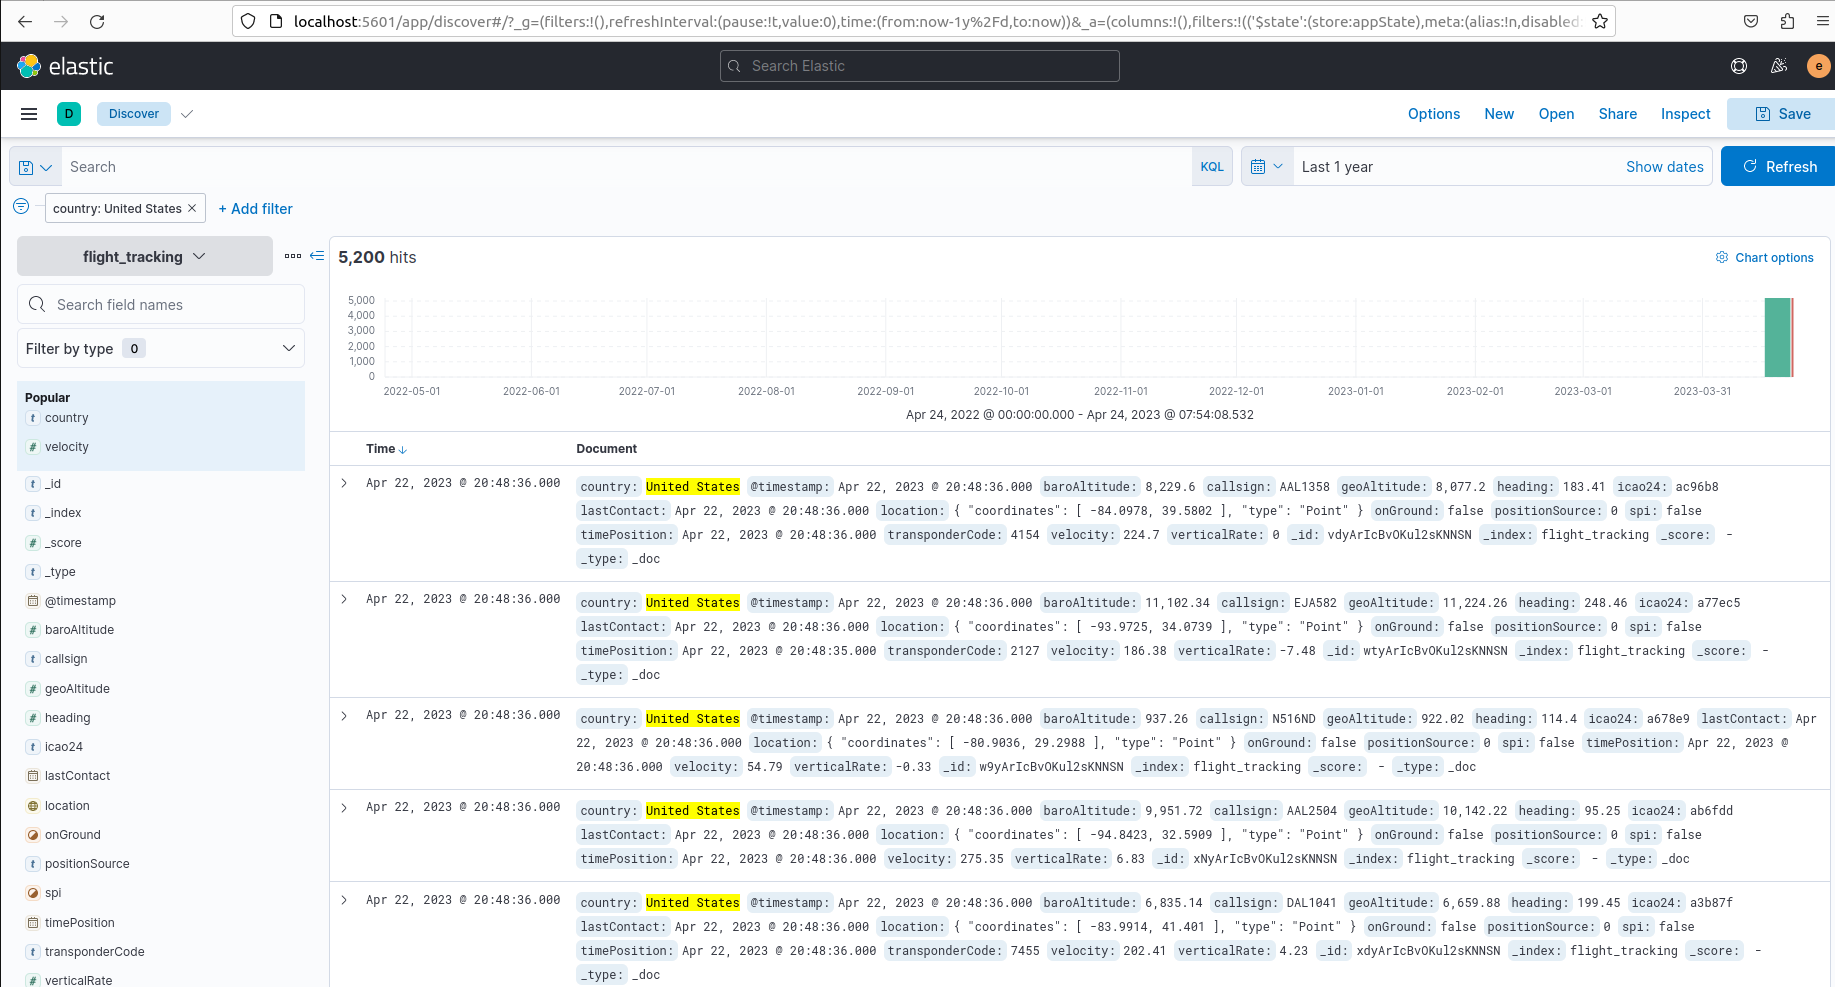 localhost:5601/app/discover#/?_g=(filters:!(),refreshInterval:(pause:!t,value:0),time:(from:now-1y%2Fd,to:now))&_a=(columns:!(),filters:!(('$state':(store:appState),meta:(alias:!n,disabled:
elastic Search Elastic e
D Discover Options New Open Share Inspect Save
Search KQL Last 1 year Show dates Refresh
country: United States × + Add filter
flight_tracking
Search field names
Filter by type 0
Popular
country
velocity
_id
_index
_score
_type
@timestamp
baroAltitude
callsign
geoAltitude
heading
icao24
lastContact
location
onGround
positionSource
spi
timePosition
transponderCode
verticalRate
5,200 hits Chart options
5,000
4,000
3,000
2,000
1,000
0
2022-05-01 2022-06-01 2022-07-01 2022-08-01 2022-09-01 2022-10-01 2022-11-01 2022-12-01 2023-01-01 2023-02-01 2023-03-01 2023-03-31
Apr 24, 2022 @ 00:00:00.000 - Apr 24, 2023 @ 07:54:08.532
Time Document
Apr 22, 2023 @ 20:48:36.000 country: United States @timestamp: Apr 22, 2023 @ 20:48:36.000 baroAltitude: 8,229.6 callsign: AAL1358 geoAltitude: 8,077.2 heading: 183.41 icao24: ac96b8
lastContact: Apr 22, 2023 @ 20:48:36.000 location: { "coordinates": [ -84.0978, 39.5802 ], "type": "Point" } onGround: false positionSource: 0 spi: false
timePosition: Apr 22, 2023 @ 20:48:36.000 transponderCode: 4154 velocity: 224.7 verticalRate: 0 _id: vdyArIcBvOKul2sKNNSN _index: flight_tracking _score: -
_type: _doc
Apr 22, 2023 @ 20:48:36.000 country: United States @timestamp: Apr 22, 2023 @ 20:48:36.000 baroAltitude: 11,102.34 callsign: EJA582 geoAltitude: 11,224.26 heading: 248.46 icao24: a77ec5
lastContact: Apr 22, 2023 @ 20:48:36.000 location: { "coordinates": [ -93.9725, 34.0739 ], "type": "Point" } onGround: false positionSource: 0 spi: false
timePosition: Apr 22, 2023 @ 20:48:35.000 transponderCode: 2127 velocity: 186.38 verticalRate: -7.48 _id: wtyArIcBvOKul2sKNNSN _index: flight_tracking _score: -
_type: _doc
Apr 22, 2023 @ 20:48:36.000 country: United States @timestamp: Apr 22, 2023 @ 20:48:36.000 baroAltitude: 937.26 callsign: N516ND geoAltitude: 922.02 heading: 114.4 icao24: a678e9 lastContact: Apr
22, 2023 @ 20:48:36.000 location: { "coordinates": [ -80.9036, 29.2988 ], "type": "Point" } onGround: false positionSource: 0 spi: false timePosition: Apr 22, 2023 @
20:48:36.000 velocity: 54.79 verticalRate: -0.33 _id: w9yArIcBvOKul2sKNNSN _index: flight_tracking _score: - _type: _doc
Apr 22, 2023 @ 20:48:36.000 country: United States @timestamp: Apr 22, 2023 @ 20:48:36.000 baroAltitude: 9,951.72 callsign: AAL2504 geoAltitude: 10,142.22 heading: 95.25 icao24: ab6fdd
lastContact: Apr 22, 2023 @ 20:48:36.000 location: { "coordinates": [ -94.8423, 32.5909 ], "type": "Point" } onGround: false positionSource: 0 spi: false
timePosition: Apr 22, 2023 @ 20:48:36.000 velocity: 275.35 verticalRate: 6.83 _id: xNyArIcBvOKul2sKNNSN _index: flight_tracking _score: - _type: _doc
Apr 22, 2023 @ 20:48:36.000 country: United States @timestamp: Apr 22, 2023 @ 20:48:36.000 baroAltitude: 6,835.14 callsign: DAL1041 geoAltitude: 6,659.88 heading: 199.45 icao24: a3b87f
lastContact: Apr 22, 2023 @ 20:48:36.000 location: { "coordinates": [ -83.9914, 41.401 ], "type": "Point" } onGround: false positionSource: 0 spi: false
timePosition: Apr 22, 2023 @ 20:48:36.000 transponderCode: 7455 velocity: 202.41 verticalRate: 4.23 _id: xdyArIcBvOKul2sKNNSN _index: flight_tracking _score: -
_type: _doc